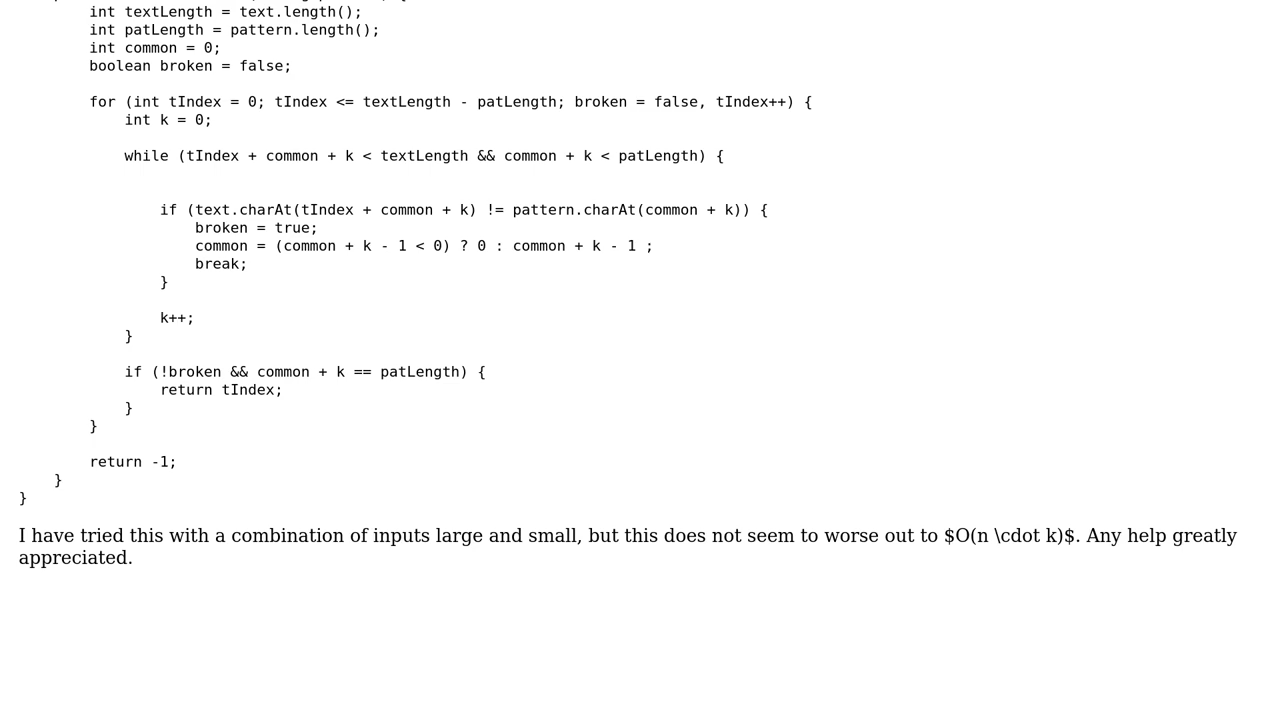 int textLength = text.length();
int patLength = pattern.length();
int common = 0;
boolean broken = false;
for (int tIndex = 0; tIndex <= textLength - patLength; broken = false, tIndex++) {
int k = 0;
while (tIndex + common + k < textLength && common + k < patLength) {
if (text.charAt(tIndex + common + k) != pattern.charAt(common + k)) {
broken = true;
common = (common + k - 1 < 0) ? 0 : common + k - 1 ;
break;
}
k++;
}
if (!broken && common + k == patLength) {
return tIndex;
}
}
return -1;
}
}
I have tried this with a combination of inputs large and small, but this does not seem to worse out to $O(n \cdot k)$. Any help greatly
appreciated.